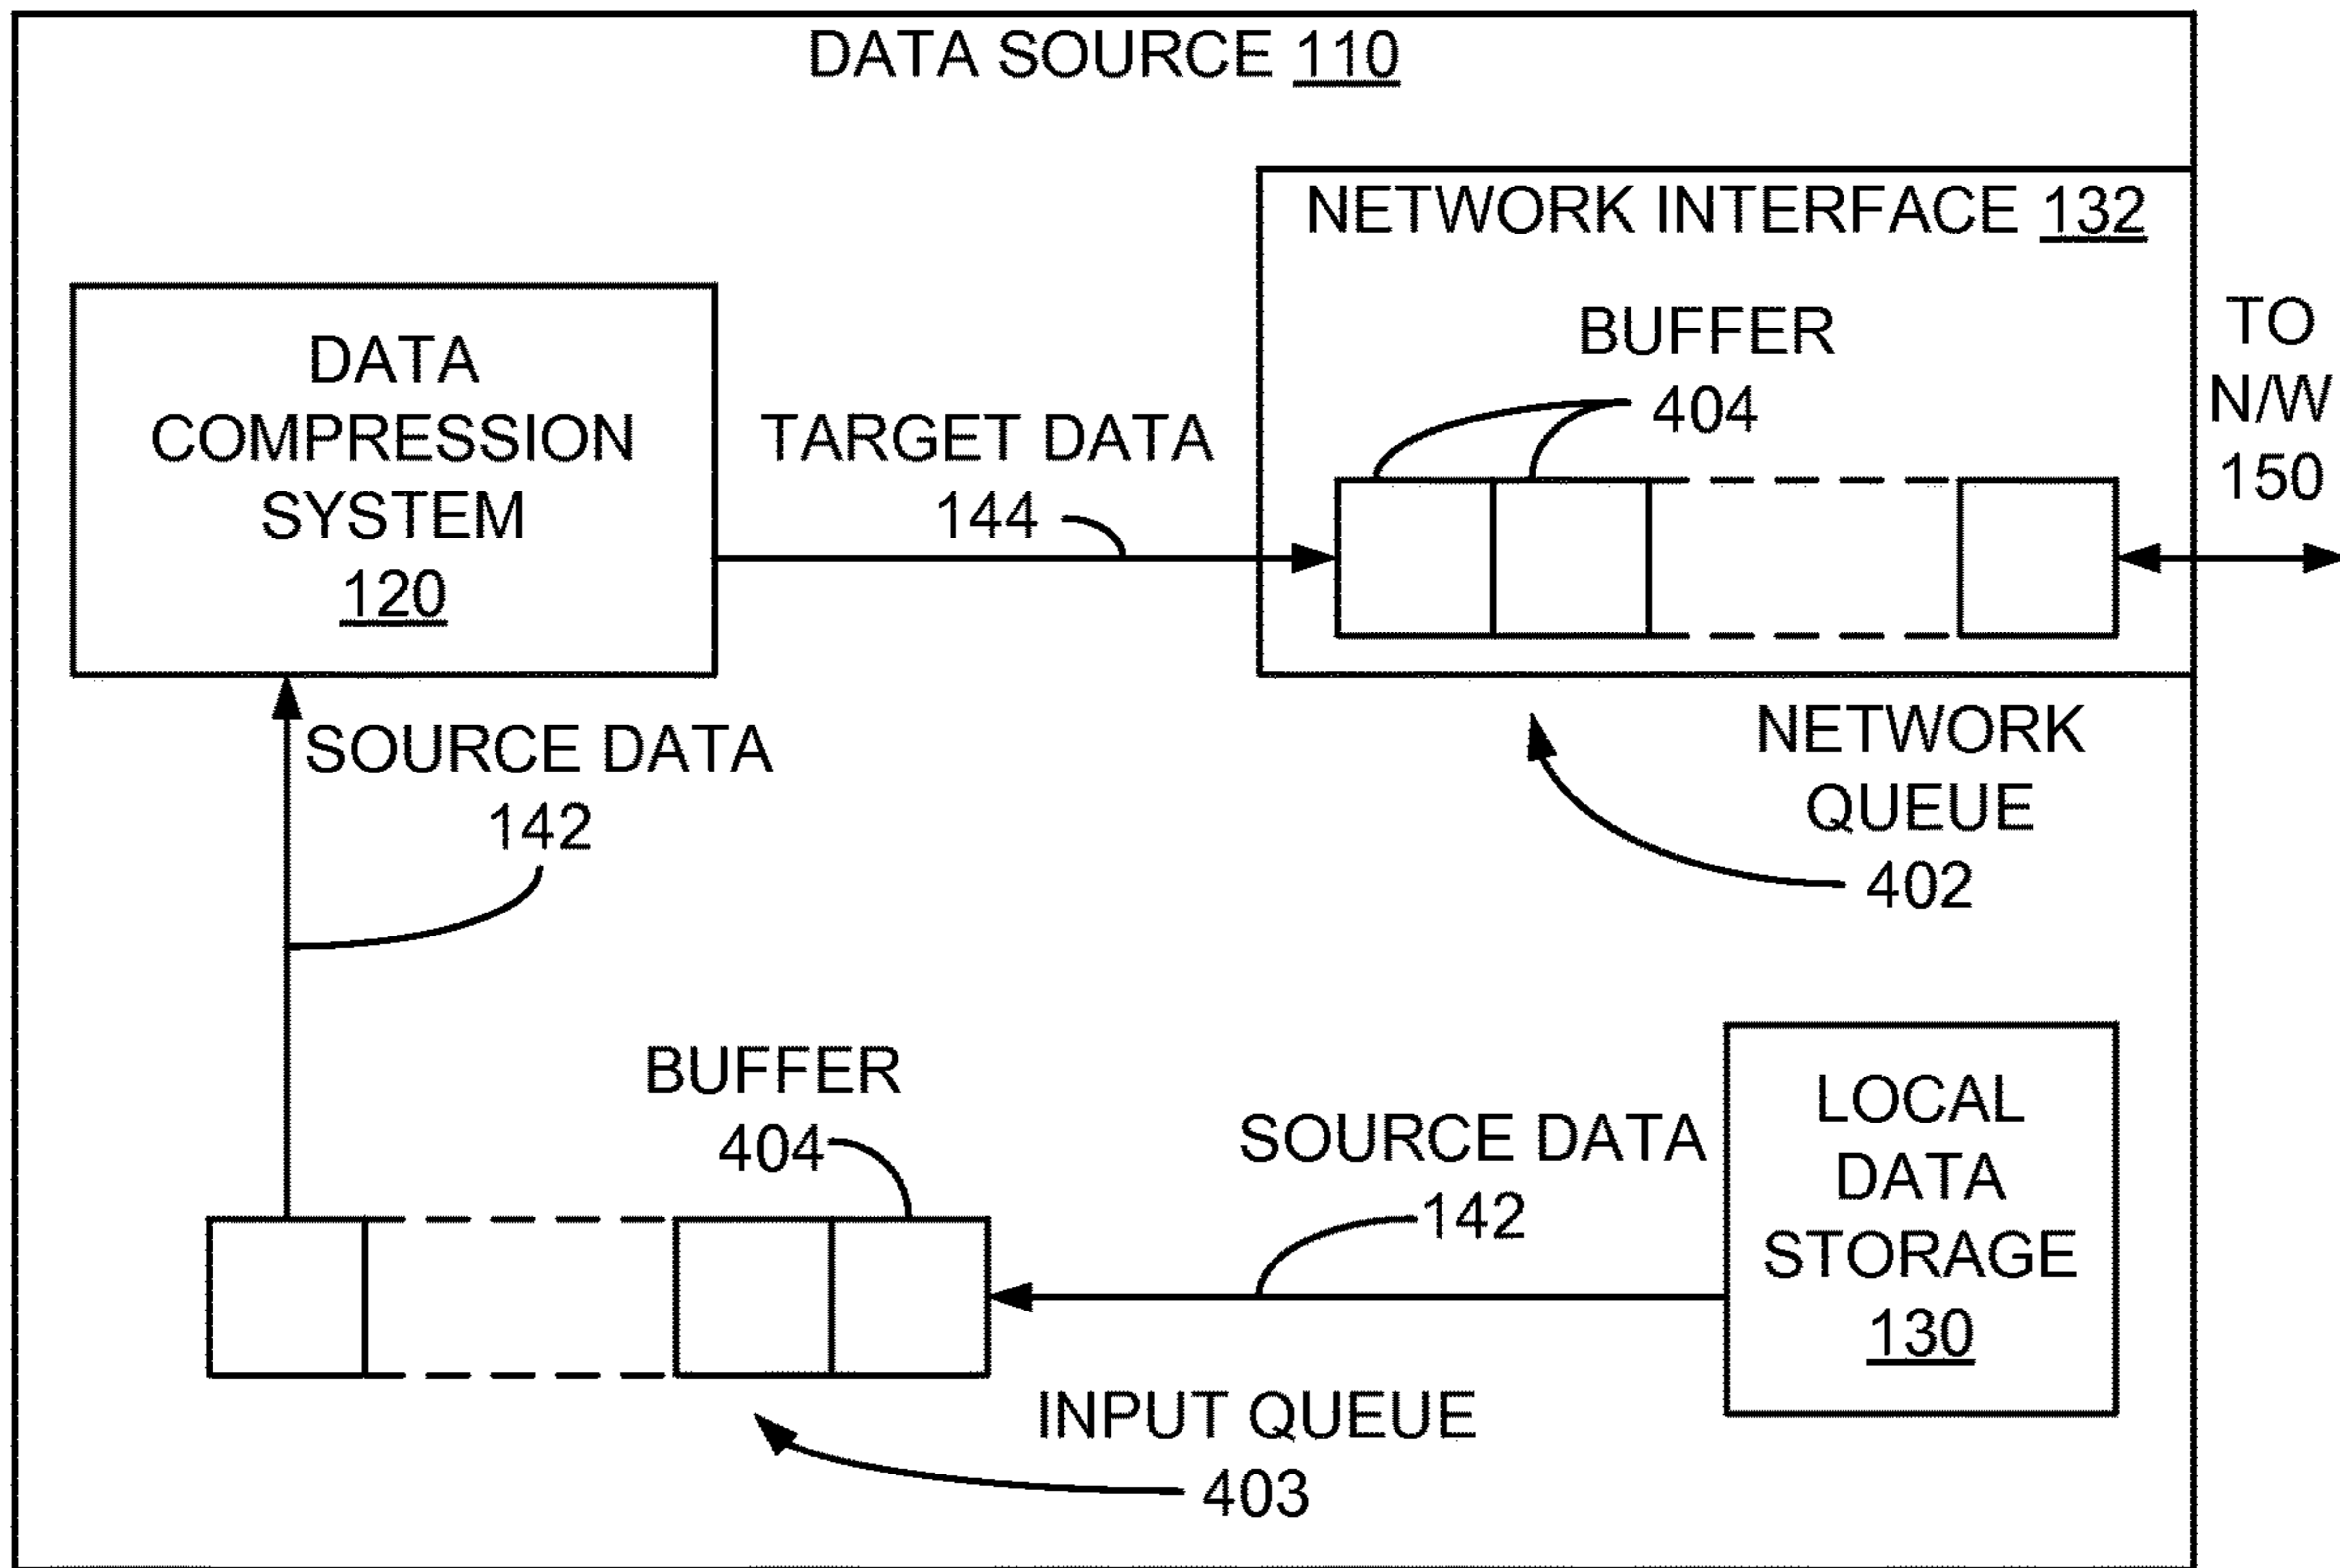 DATA SOURCE 110
NETWORK INTERFACE 132
BUFFER
404
TO
N/W
150
DATA
COMPRESSION
SYSTEM
120
TARGET DATA
144
SOURCE DATA
142
NETWORK
QUEUE
402
BUFFER
404
SOURCE DATA
142
LOCAL
DATA
STORAGE
130
INPUT QUEUE
403